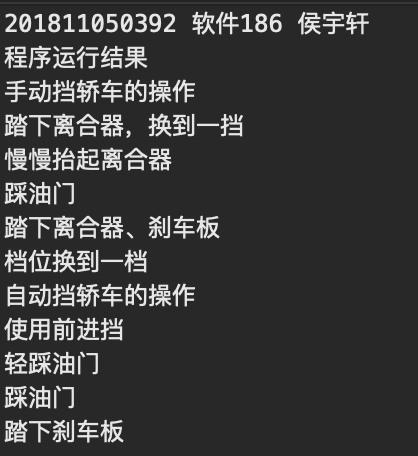 201811050392 软件186 侯宇轩
程序运行结果
手动挡轿车的操作
踏下离合器，换到一挡
慢慢抬起离合器
踩油门
踏下离合器、刹车板
档位换到一档
自动挡轿车的操作
使用前进挡
轻踩油门
踩油门
踏下刹车板